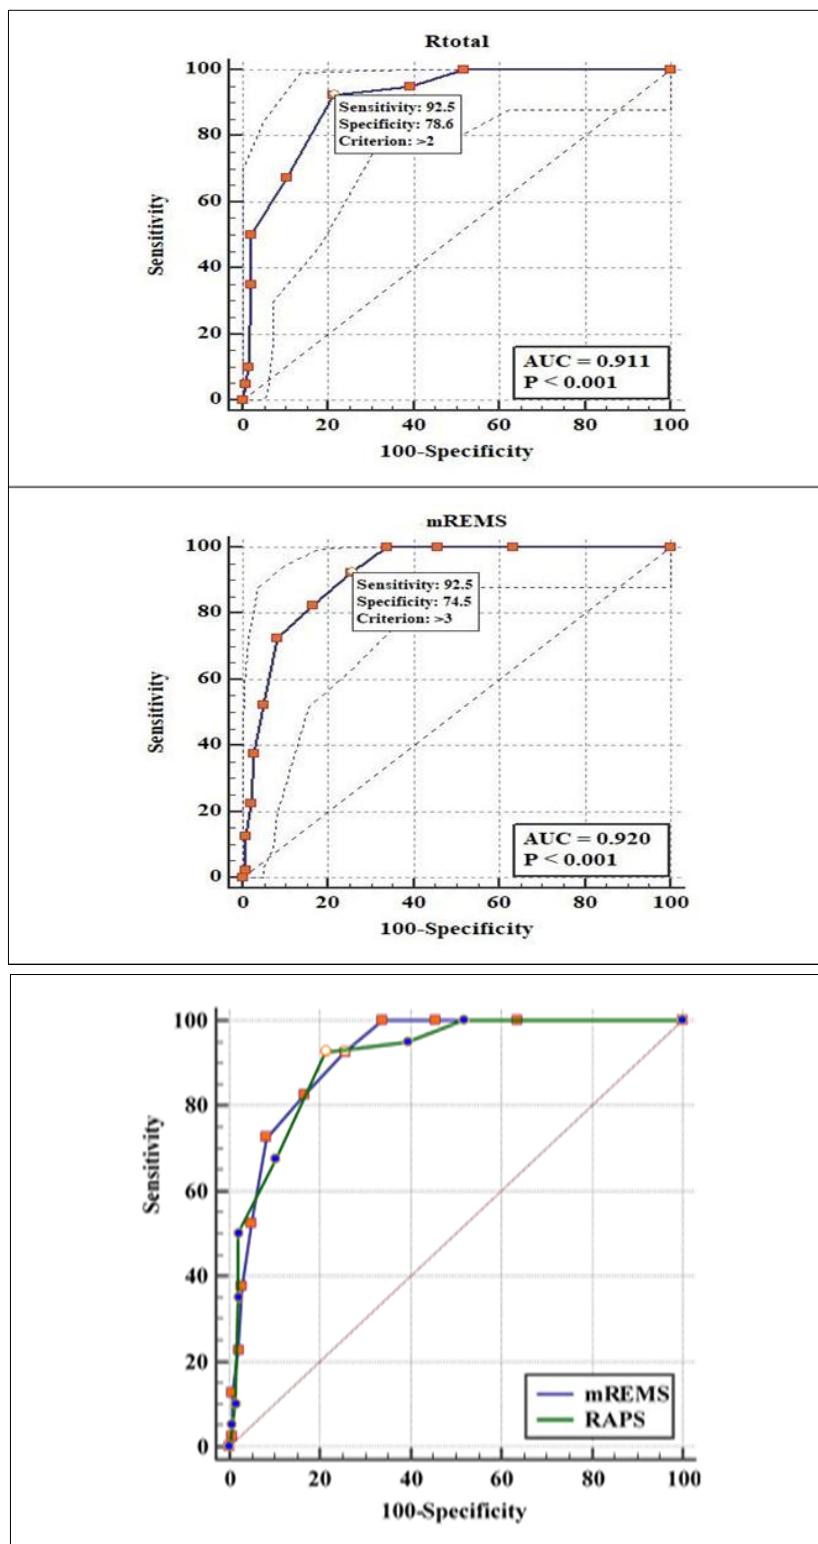 Rtotal
100
80
60
40
20
0
Sensitivity
Sensitivity: 92.5
Specificity: 78.6
Criterion: >2
AUC = 0.911
P < 0.001
0 20 40 60 80 100
100-Specificity
mREMS
100
80
60
40
20
0
Sensitivity
Sensitivity: 92.5
Specificity: 74.5
Criterion: >3
AUC = 0.920
P < 0.001
0 20 40 60 80 100
100-Specificity
100
80
60
40
20
0
Sensitivity
mREMS
RAPS
0 20 40 60 80 100
100-Specificity